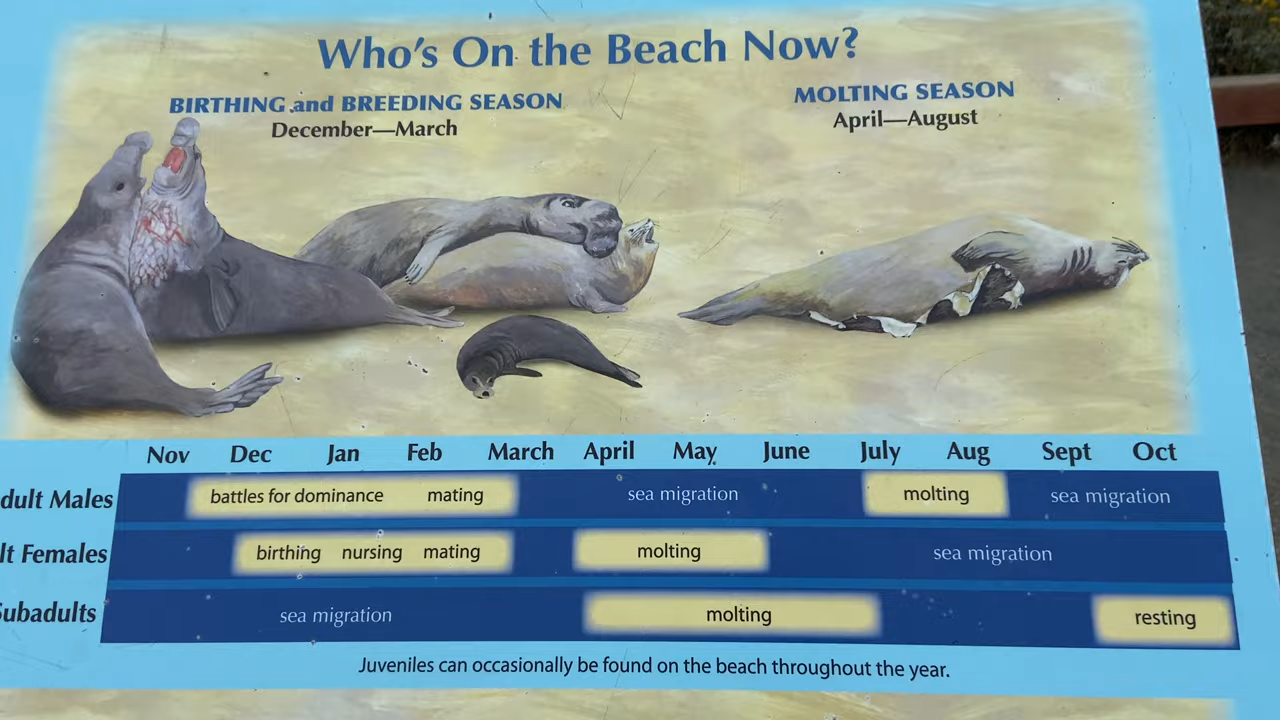 Who's On the Beach Now?
BIRTHING and BREEDING SEASON
December—March
MOLTING SEASON
April—August
Nov Dec Jan Feb March April May June July Aug Sept Oct
dult Males battles for dominance mating sea migration molting sea migration
lt Females birthing nursing mating molting sea migration
Subadults sea migration molting resting
Juveniles can occasionally be found on the beach throughout the year.